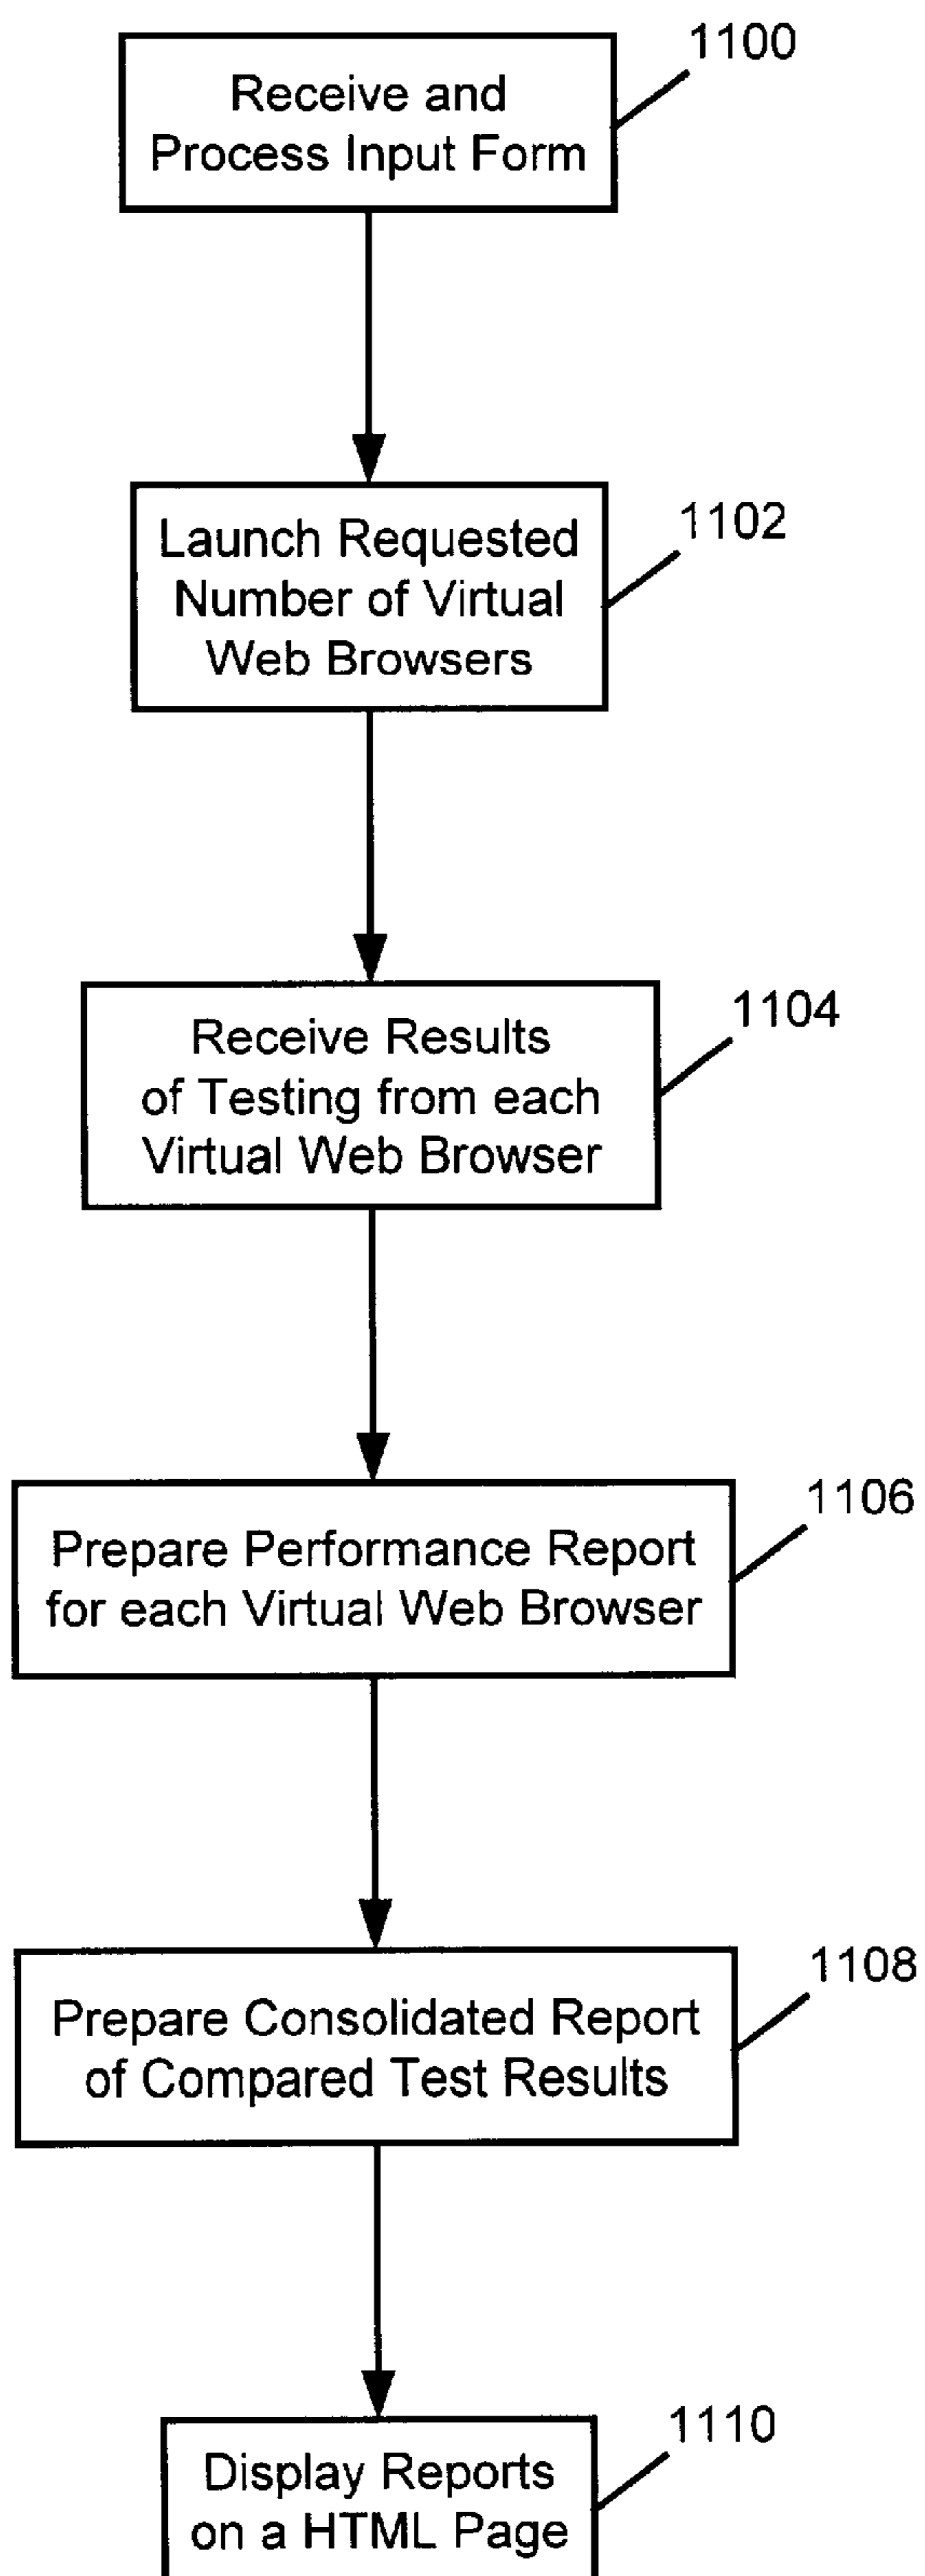 1100
Receive and
Process Input Form
1102
Launch Requested
Number of Virtual
Web Browsers
1104
Receive Results
of Testing from each
Virtual Web Browser
1106
Prepare Performance Report
for each Virtual Web Browser
1108
Prepare Consolidated Report
of Compared Test Results
1110
Display Reports
on a HTML Page